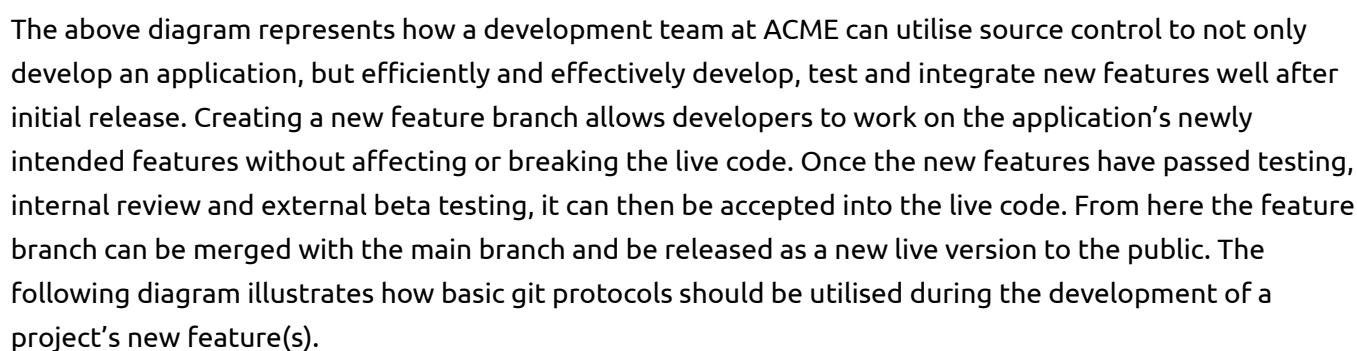 The above diagram represents how a development team at ACME can utilise source control to not only
develop an application, but efficiently and effectively develop, test and integrate new features well after
initial release. Creating a new feature branch allows developers to work on the application’s newly
intended features without affecting or breaking the live code. Once the new features have passed testing,
internal review and external beta testing, it can then be accepted into the live code. From here the feature
branch can be merged with the main branch and be released as a new live version to the public. The
following diagram illustrates how basic git protocols should be utilised during the development of a
project’s new feature(s).